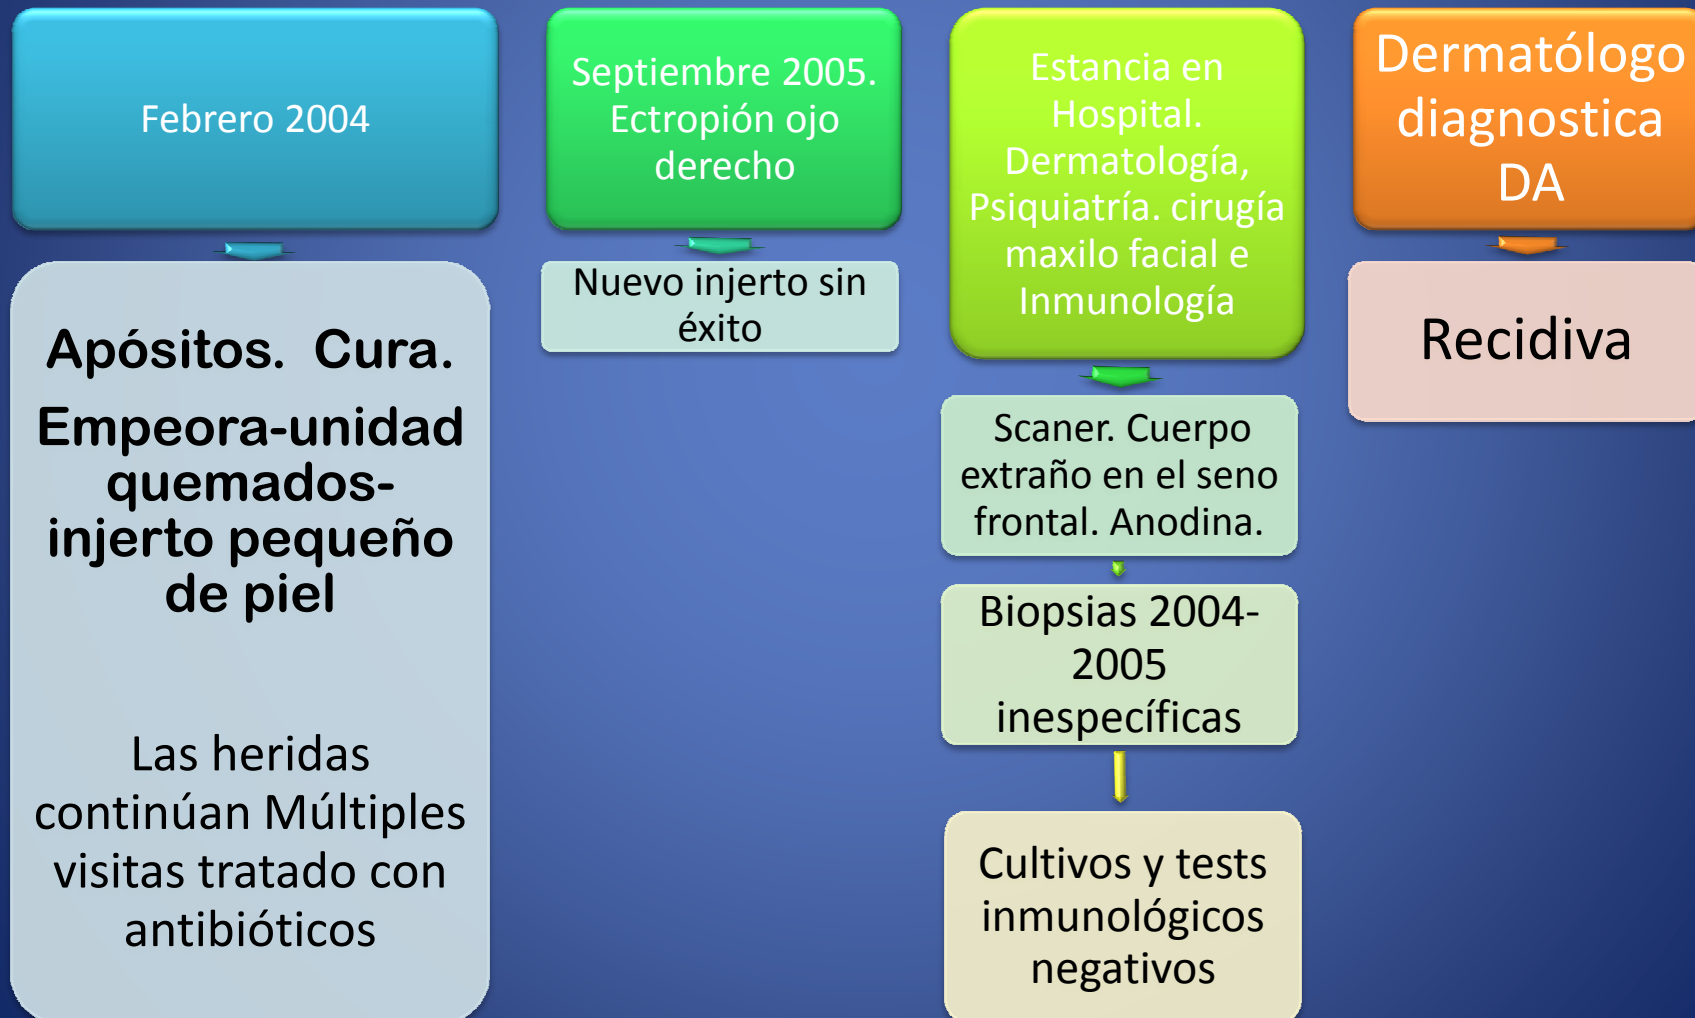 Febrero 2004
Apósitos. Cura.
Empeora-unidad
quemados-
injerto pequeño
de piel
Las heridas
continúan Múltiples
visitas tratado con
antibióticos
Septiembre 2005.
Ectropión ojo
derecho
Nuevo injerto sin
éxito
Estancia en
Hospital.
Dermatología,
Psiquiatría. cirugía
maxilo facial e
Inmunología
Scaner. Cuerpo
extraño en el seno
frontal. Anodina.
Biopsias 2004-
2005
inespecíficas
Cultivos y tests
inmunológicos
negativos
Dermatólogo
diagnostica
DA
Recidiva